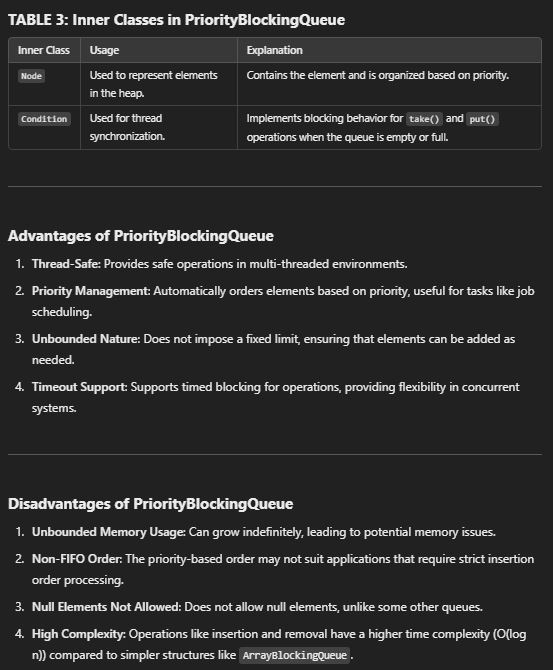 TABLE 3: Inner Classes in PriorityBlockingQueue
Inner Class Usage Explanation
Node Used to represent elements Contains the element and is organized based on priority.
in the heap.
Condition Used for thread Implements blocking behavior for take() and put()
synchronization. operations when the queue is empty or full.
Advantages of PriorityBlockingQueue
1. Thread-Safe: Provides safe operations in multi-threaded environments.
2. Priority Management: Automatically orders elements based on priority, useful for tasks like job
scheduling.
3. Unbounded Nature: Does not impose a fixed limit, ensuring that elements can be added as
needed.
4. Timeout Support: Supports timed blocking for operations, providing flexibility in concurrent
systems.
Disadvantages of PriorityBlockingQueue
1. Unbounded Memory Usage: Can grow indefinitely, leading to potential memory issues.
2. Non-FIFO Order: The priority-based order may not suit applications that require strict insertion
order processing.
3. Null Elements Not Allowed: Does not allow null elements, unlike some other queues.
4. High Complexity: Operations like insertion and removal have a higher time complexity (O(log
n)) compared to simpler structures like ArrayBlockingQueue.